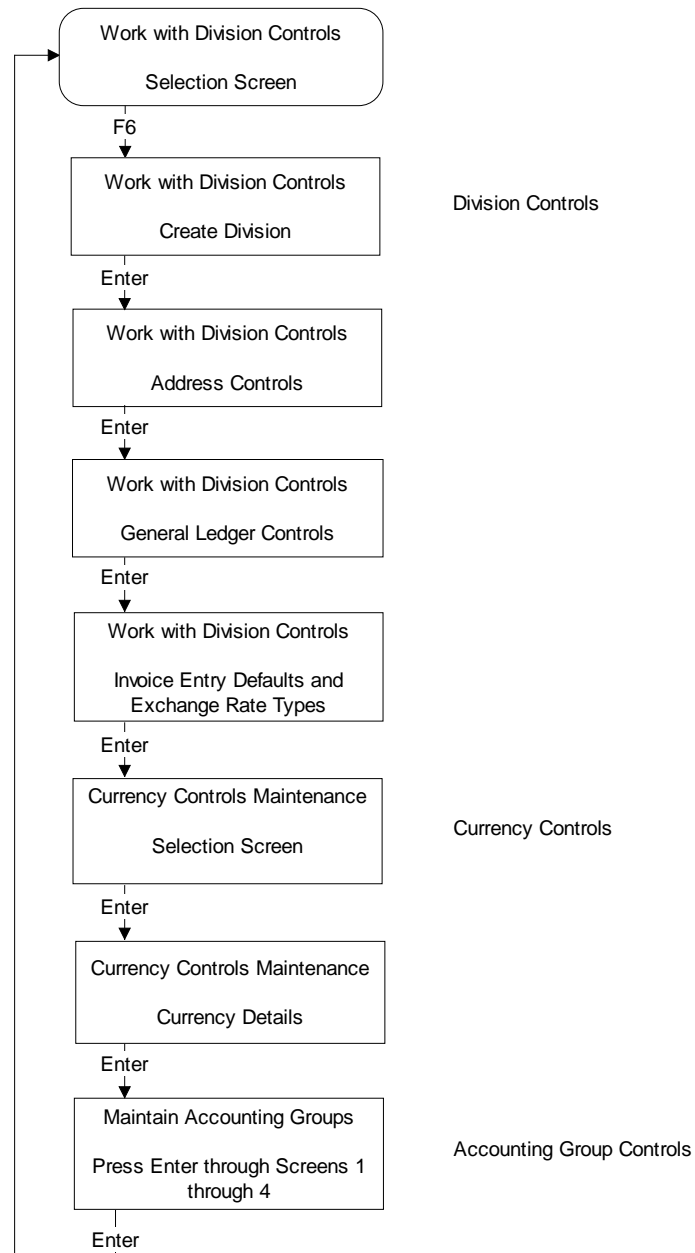 Work with Division Controls
Selection Screen
F6
Work with Division Controls
Create Division
Division Controls
Enter
Work with Division Controls
Address Controls
Enter
Work with Division Controls
General Ledger Controls
Enter
Work with Division Controls
Invoice Entry Defaults and
Exchange Rate Types
Enter
Currency Controls Maintenance
Selection Screen
Currency Controls
Enter
Currency Controls Maintenance
Currency Details
Enter
Maintain Accounting Groups
Press Enter through Screens 1
through 4
Accounting Group Controls
Enter